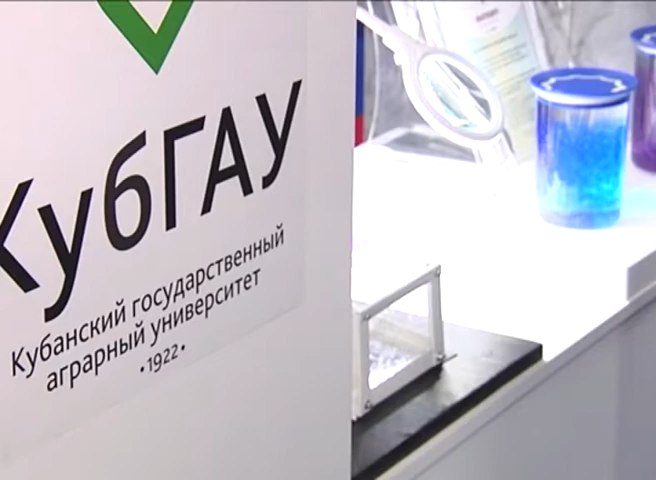 КубГАУ
Кубанский государственный
аграрный университет
•1922•